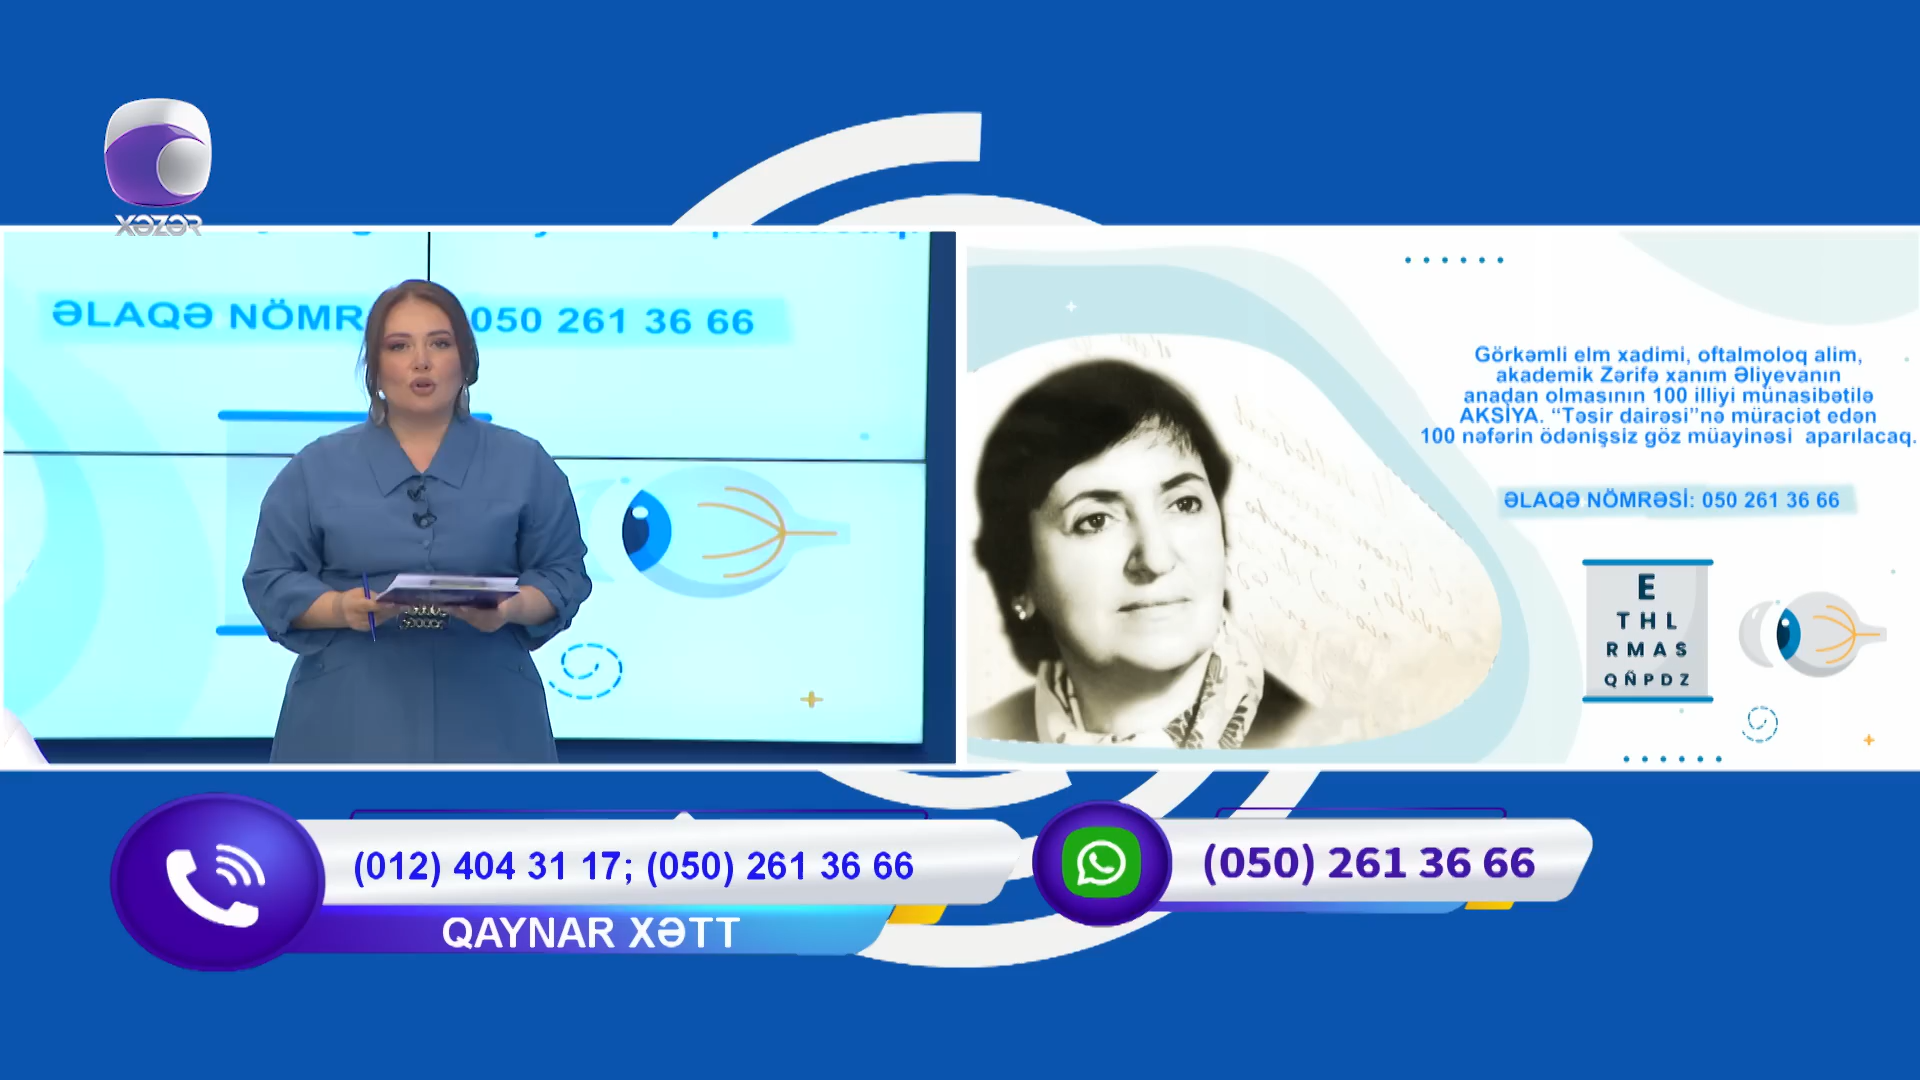 XƏZƏR
ƏLAQƏ NÖMR 050 261 36 66
Görkəmli elm xadimi, oftalmoloq alim,
akademik Zərifə xanım Əliyevanın
anadan olmasının 100 illiyi münasibətilə
AKSİYA. “Təsir dairəsi”nə müraciət edən
100 nəfərin ödənişsiz göz müayinəsi aparılacaq.
ƏLAQƏ NÖMRƏSİ: 050 261 36 66
E
T H L
R M A S
Q Ñ P D Z
(012) 404 31 17; (050) 261 36 66
QAYNAR XƏTT
(050) 261 36 66